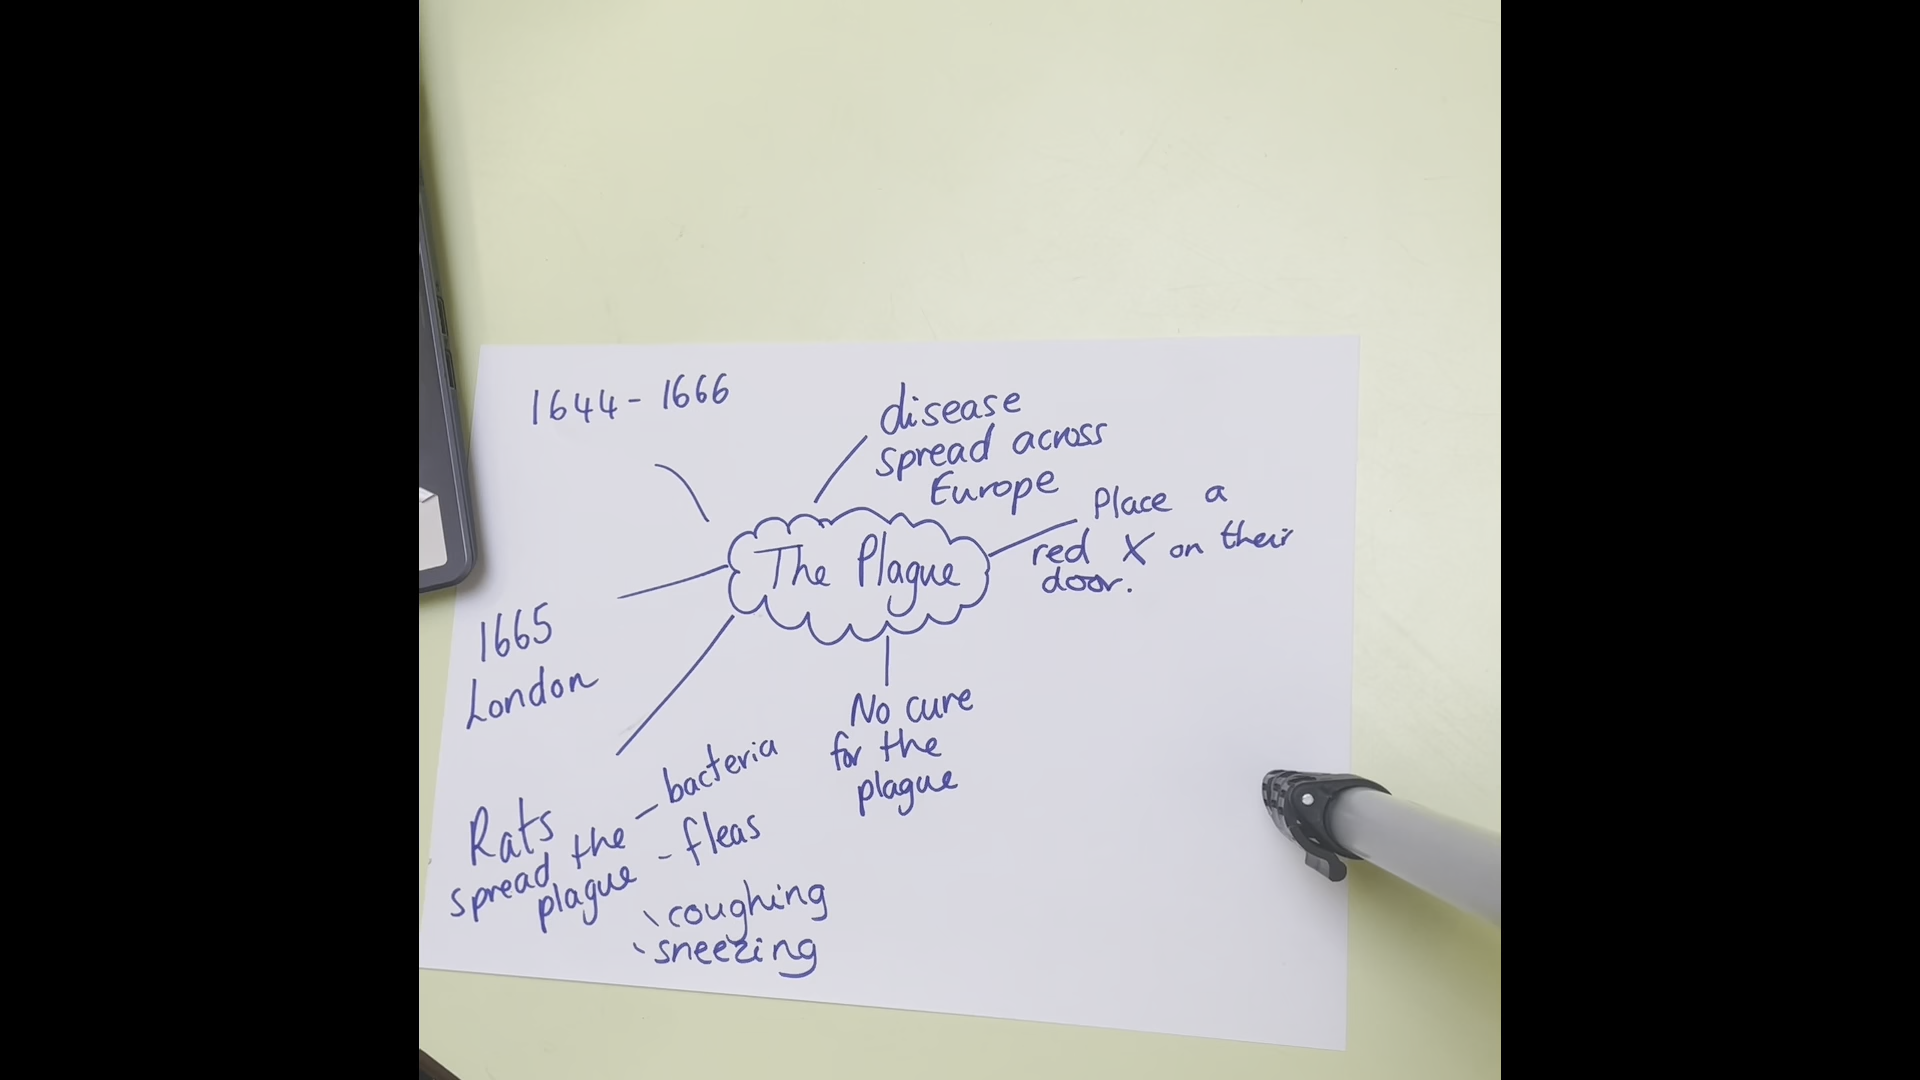 1644 - 1666
disease
spread across
Europe
Place a
red X on their
door.
The Plague
1665
London
No cure
for the
plague
Rats
spread the
plague
- bacteria
- fleas
\ coughing
\ sneezing